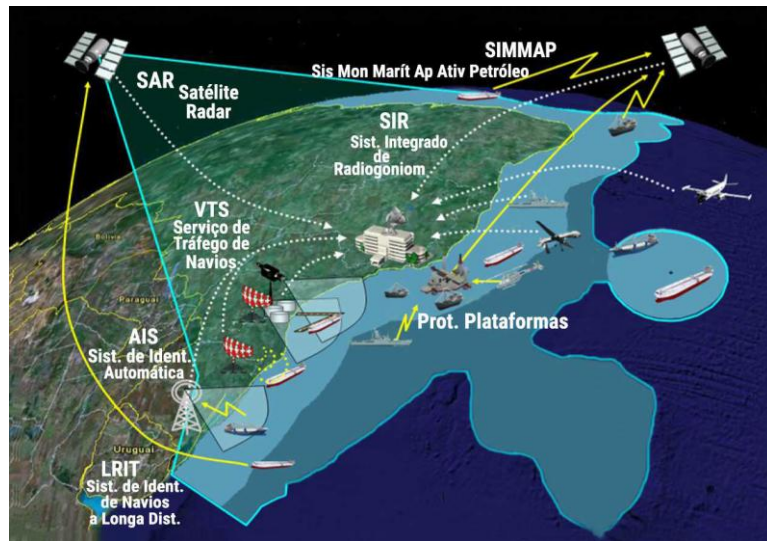 SIMMAP
Sis Mon Marít Ap Ativ Petróleo
SAR
Satélite
Radar
SIR
Sist. Integrado
de
Radiogoniom
VTS
Serviço de
Tráfego de
Navios
Bolívia
Paraguai
Prot. Plataformas
AIS
Sist. de Ident.
Automática
Uruguai
LRIT
Sist. de Ident.
de Navios
a Longa Dist.